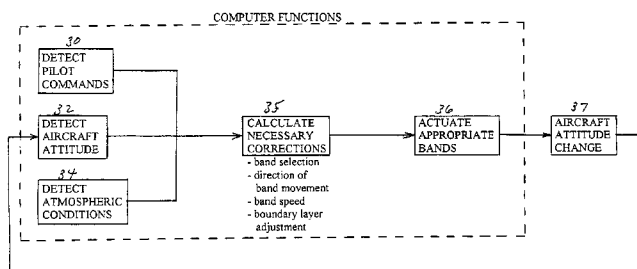 COMPUTER FUNCTIONS
30
DETECT
PILOT
COMMANDS
32
DETECT
AIRCRAFT
ATTITUDE
34
DETECT
ATMOSPHERIC
CONDITIONS
35
CALCULATE
NECESSARY
CORRECTIONS
- band selection
- direction of
band movement
- band speed
- boundary layer
adjustment
36
ACTUATE
APPROPRIATE
BANDS
37
AIRCRAFT
ATTITUDE
CHANGE